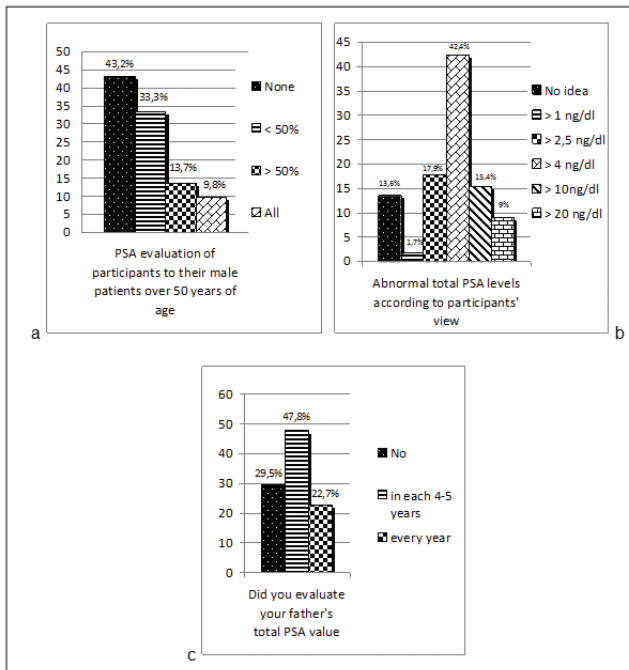 50
45
40
35
30
25
20
15
10
5
0
43,2%
33,3%
13,7%
9,8%
None
< 50%
> 50%
All
PSA evaluation of
participants to their male
patients over 50 years of
age
a
45
40
35
30
25
20
15
10
5
0
13,6%
1,7%
17,9%
42,4%
15,4%
9%
No idea
> 1 ng/dl
> 2,5 ng/dl
> 4 ng/dl
> 10ng/dl
> 20 ng/dl
Abnormal total PSA levels
according to participants'
view
b
60
50
40
30
20
10
0
29,5%
47,8%
22,7%
No
in each 4-5
years
every year
Did you evaluate
your father's
total PSA value
c